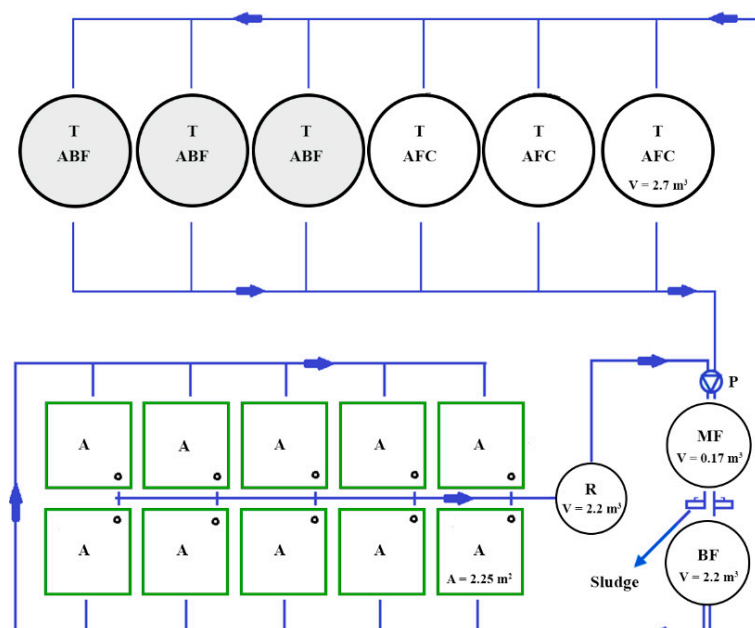 T
ABF
T
ABF
T
ABF
T
AFC
T
AFC
T
AFC
V = 2.7 m³
P
MF
V = 0.17 m³
A
A
A
A
A
R
V = 2.2 m³
A
A
A
A
A
A = 2.25 m²
Sludge
BF
V = 2.2 m³